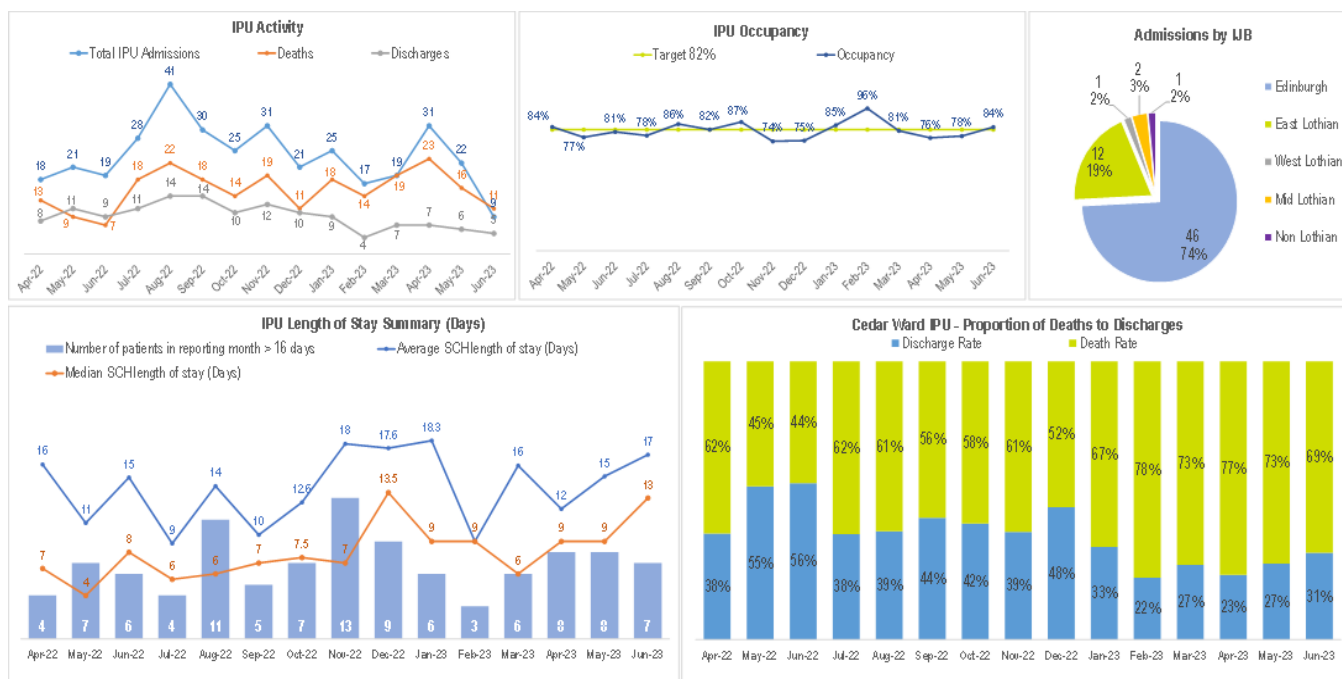 IPU Activity
Total IPU Admissions Deaths Discharges
41
31 31
30
28
25 25
21 21 22
18 19 17 19
9
13 9 7 18 22 18 14 19 11 18 14 19 23 16 11
8 11 9 11 14 14 10 12 10 9 4 7 7 6
Apr-22 May-22 Jun-22 Jul-22 Aug-22 Sep-22 Oct-22 Nov-22 Dec-22 Jan-23 Feb-23 Mar-23 Apr-23 May-23 Jun-23
IPU Occupancy
Target 82% Occupancy
84% 77% 81% 78% 86% 82% 87% 74% 75% 85% 96% 81% 76% 78% 84%
Apr-22 May-22 Jun-22 Jul-22 Aug-22 Sep-22 Oct-22 Nov-22 Dec-22 Jan-23 Feb-23 Mar-23 Apr-23 May-23 Jun-23
Admissions by IJB
1
2%
2
3%
1
2%
12
19%
46
74%
Edinburgh
East Lothian
West Lothian
Mid Lothian
Non Lothian
IPU Length of Stay Summary (Days)
Number of patients in reporting month > 16 days Average SCH length of stay (Days)
Median SCH length of stay (Days)
16 11 15 9 14 10 12.6 18 17.6 18.3 16 12 15 17
7 4 8 6 6 7 7.5 7 13.5 9 9 6 9 9 13
4 7 6 4 11 5 7 13 9 6 3 6 8 8 7
Apr-22 May-22 Jun-22 Jul-22 Aug-22 Sep-22 Oct-22 Nov-22 Dec-22 Jan-23 Feb-23 Mar-23 Apr-23 May-23 Jun-23
Cedar Ward IPU - Proportion of Deaths to Discharges
Discharge Rate Death Rate
62% 45% 44% 62% 61% 56% 58% 61% 52% 67% 78% 73% 77% 73% 69%
38% 55% 56% 38% 39% 44% 42% 39% 48% 33% 22% 27% 23% 27% 31%
Apr-22 May-22 Jun-22 Jul-22 Aug-22 Sep-22 Oct-22 Nov-22 Dec-22 Jan-23 Feb-23 Mar-23 Apr-23 May-23 Jun-23